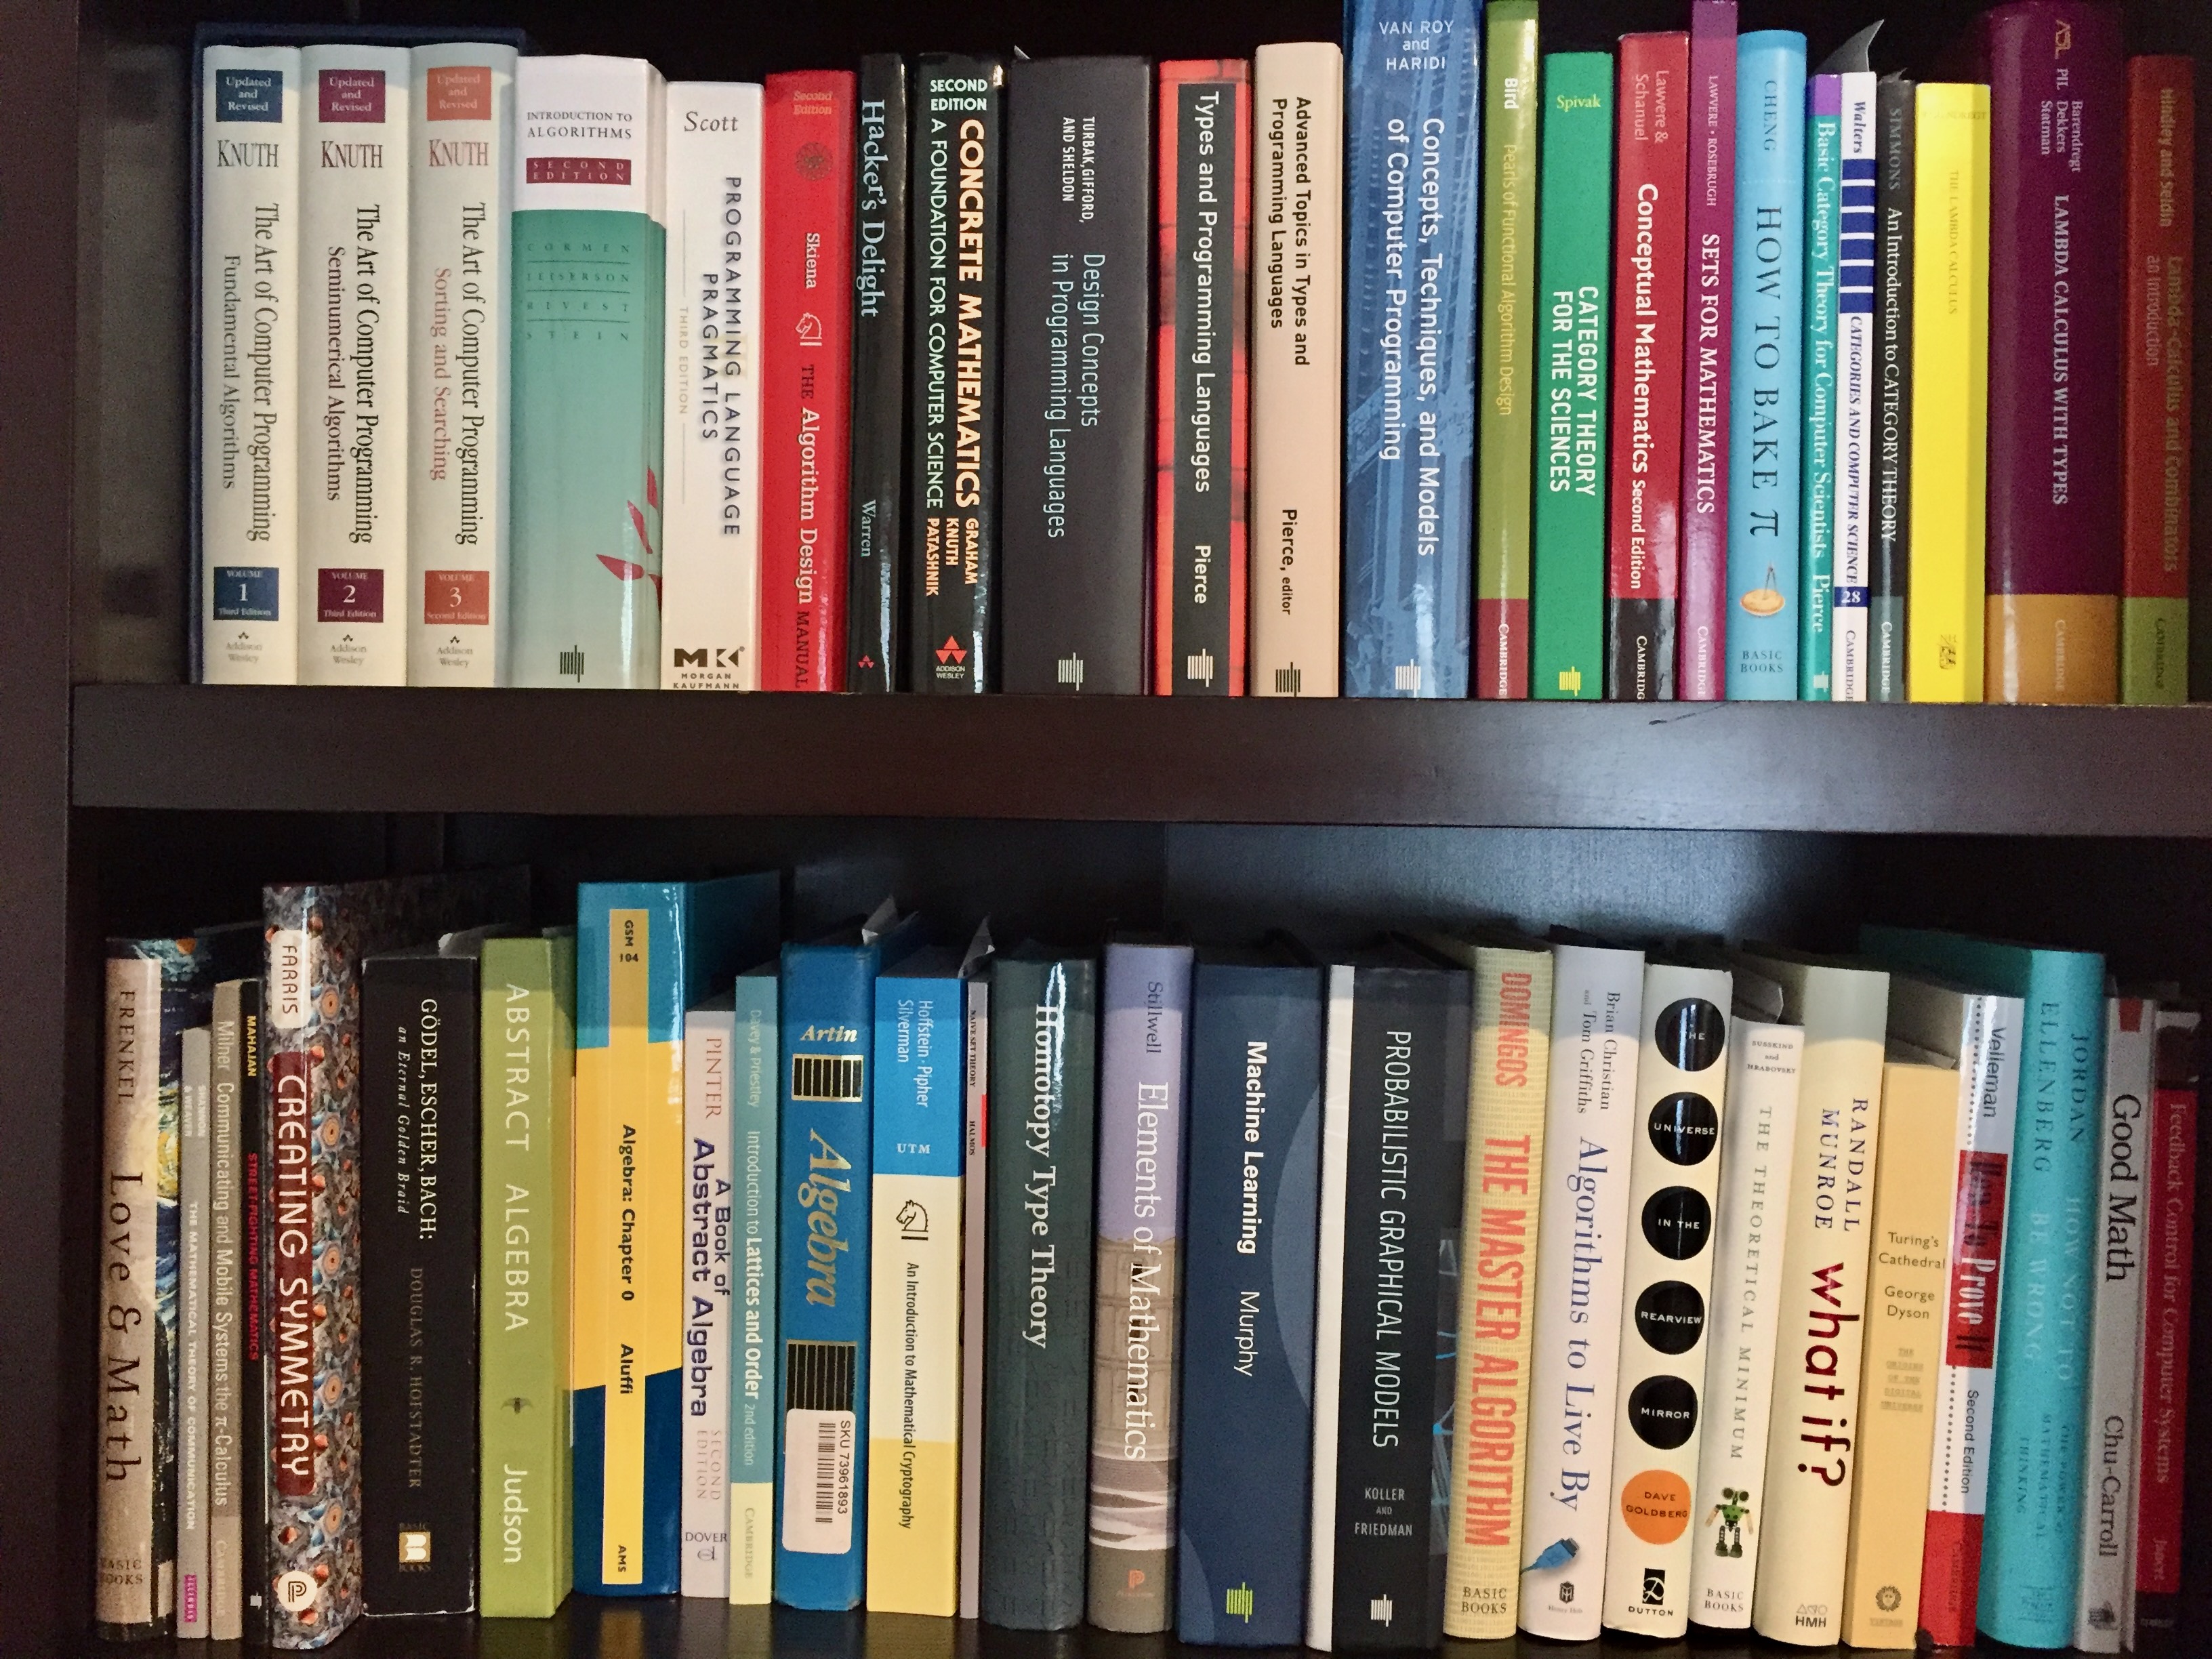 Updated
and
Revised
KNUTH
The Art of Computer Programming
Fundamental Algorithms
VOLUME
1
Third Edition
Addison
Wesley
Updated
and
Revised
KNUTH
The Art of Computer Programming
Seminumerical Algorithms
VOLUME
2
Third Edition
Addison
Wesley
Updated
and
Revised
KNUTH
The Art of Computer Programming
Sorting and Searching
VOLUME
3
Second Edition
Addison
Wesley
INTRODUCTION TO
ALGORITHMS
SECOND
EDITION
CORMEN
LEISERSON
RIVEST
STEIN
Scott
PROGRAMMING LANGUAGE
PRAGMATICS
THIRD EDITION
MK
MORGAN
KAUFMANN
Second
Edition
Skiena
THE Algorithm Design MANUAL
Hacker's Delight
Warren
SECOND
EDITION
CONCRETE MATHEMATICS
A FOUNDATION FOR COMPUTER SCIENCE
GRAHAM
KNUTH
PATASHNIK
ADDISON
WESLEY
TURBAK, GIFFORD,
AND SHELDON
Design Concepts
in Programming Languages
Types and Programming Languages
Pierce
Advanced Topics in Types and
Programming Languages
Pierce, editor
VAN ROY
and
HARIDI
Concepts, Techniques, and Models
of Computer Programming
Bird
Pearls of Functional Algorithm Design
CAMBRIDGE
Spivak
CATEGORY THEORY
FOR THE SCIENCES
Lawvere &
Schanuel
Conceptual Mathematics Second Edition
CAMBRIDGE
LAWVERE • ROSEBRUGH
SETS FOR MATHEMATICS
CAMBRIDGE
CHENG
HOW TO BAKE π
BASIC
BOOKS
Basic Category Theory for Computer Scientists
Pierce
Walters
CATEGORIES AND COMPUTER SCIENCE
28
CAMBRIDGE
SIMMONS
An Introduction to CATEGORY THEORY
CAMBRIDGE
THE LAMBDA CALCULUS
ASL
PIL
Barendregt
Dekkers
Statman
LAMBDA CALCULUS WITH TYPES
CAMBRIDGE
Hindley and Seldin
Lambda-Calculus and Combinators
an Introduction
CAMBRIDGE
FRENKEL
Love & Math
BASIC
BOOKS
SHANNON
& WEAVER
THE MATHEMATICAL THEORY OF COMMUNICATION
ILLINOIS
Milner
Communicating and Mobile Systems: the π-Calculus
CAMBRIDGE
MAHAJAN
STREET-FIGHTING MATHEMATICS
FARRIS
CREATING SYMMETRY
GÖDEL, ESCHER, BACH:
an Eternal Golden Braid
DOUGLAS R. HOFSTADTER
BASIC
BOOKS
ABSTRACT ALGEBRA
Judson
GSM
104
Algebra: Chapter 0
Aluffi
AMS
PINTER
A Book of
Abstract Algebra
SECOND
EDITION
DOVER
Davey & Priestley
Introduction to Lattices and Order 2nd edition
CAMBRIDGE
Artin
Algebra
SKU 73961893
Hoffstein · Pipher
Silverman
UTM
An Introduction to Mathematical Cryptography
NAIVE SET THEORY
HALMOS
Homotopy Type Theory
Stillwell
Elements of Mathematics
Machine Learning
Murphy
PROBABILISTIC GRAPHICAL MODELS
KOLLER
AND
FRIEDMAN
DOMINGOS
THE MASTER ALGORITHM
BASIC
BOOKS
Brian Christian
and Tom Griffiths
Algorithms to Live By
THE
UNIVERSE
IN THE
REARVIEW
MIRROR
DAVE
GOLDBERG
DUTTON
SUSSKIND
and
HRABOVSKY
THE THEORETICAL MINIMUM
BASIC
BOOKS
RANDALL
MUNROE
what if?
HMH
Turing's
Cathedral
George
Dyson
THE
ORIGINS
OF THE
DIGITAL
UNIVERSE
VINTAGE
Velleman
How To Prove It
Second Edition
JORDAN
ELLENBERG
HOW NOT TO
BE WRONG
THE POWER OF
MATHEMATICAL
THINKING
Good Math
Chu-Carroll
Feedback Control for Computer Systems
Janert